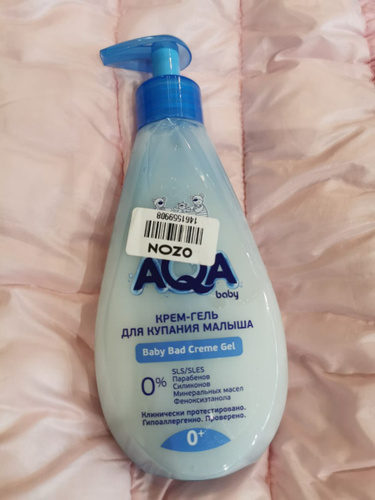 1461559908
OZON
AQA
baby
КРЕМ-ГЕЛЬ
ДЛЯ КУПАНИЯ МАЛЫША
Baby Bad Creme Gel
0%
SLS/SLES
Парабенов
Силиконов
Минеральных масел
Феноксиэтанола
Клинически протестировано.
Гипоаллергенно. Проверено.
0+